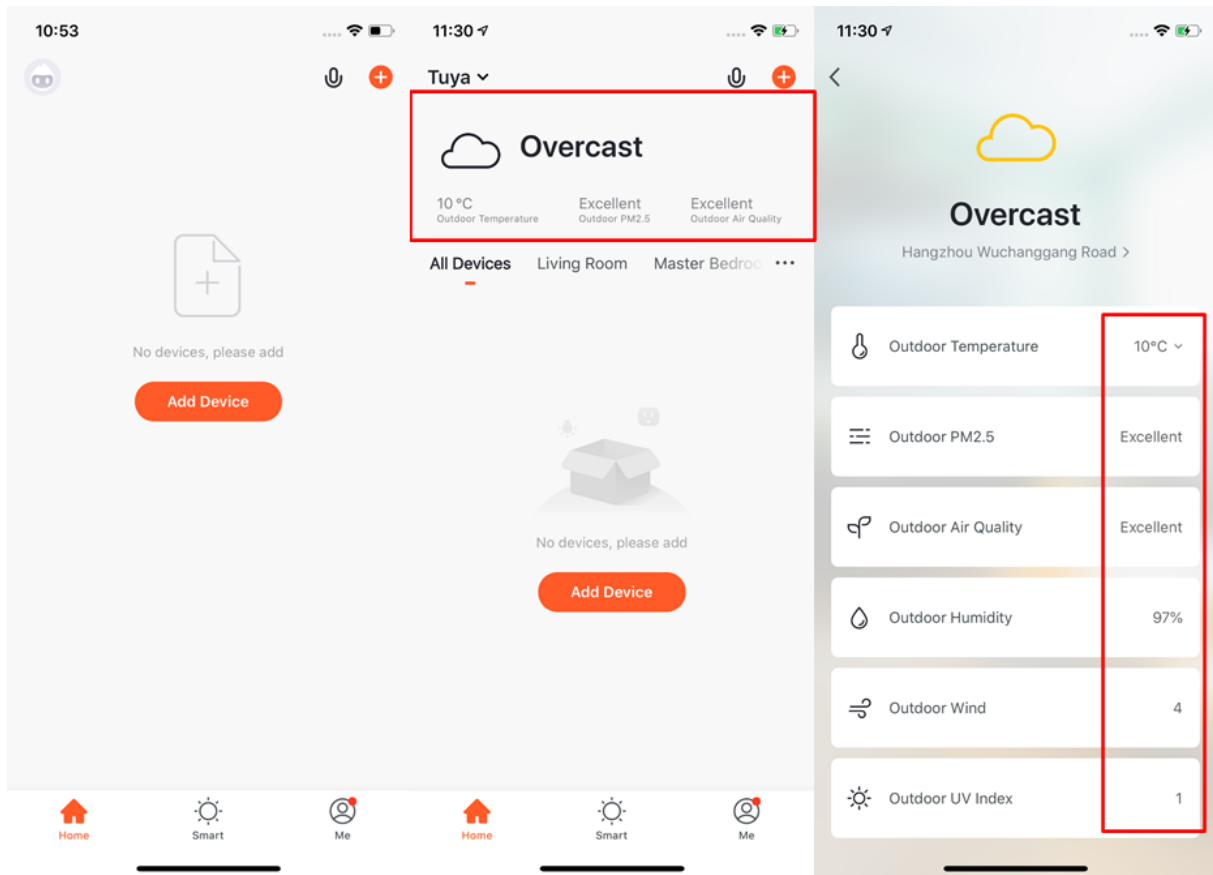 10:53
No devices, please add
Add Device
Home
Smart
Me
11:30
Tuya
Overcast
10 °C
Outdoor Temperature
Excellent
Outdoor PM2.5
Excellent
Outdoor Air Quality
All Devices
Living Room
Master Bedroo
No devices, please add
Add Device
Home
Smart
Me
11:30
Overcast
Hangzhou Wuchanggang Road >
Outdoor Temperature 10°C
Outdoor PM2.5 Excellent
Outdoor Air Quality Excellent
Outdoor Humidity 97%
Outdoor Wind 4
Outdoor UV Index 1